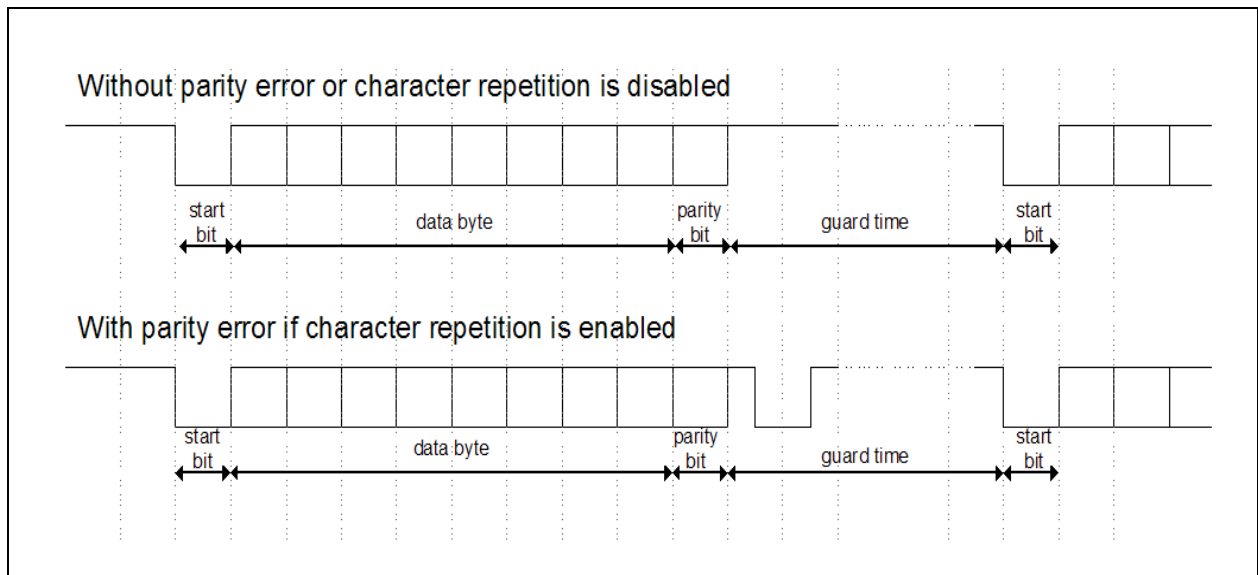 Without parity error or character repetition is disabled
start
bit
data byte
parity
bit
guard time
start
bit
With parity error if character repetition is enabled
start
bit
data byte
parity
bit
guard time
start
bit